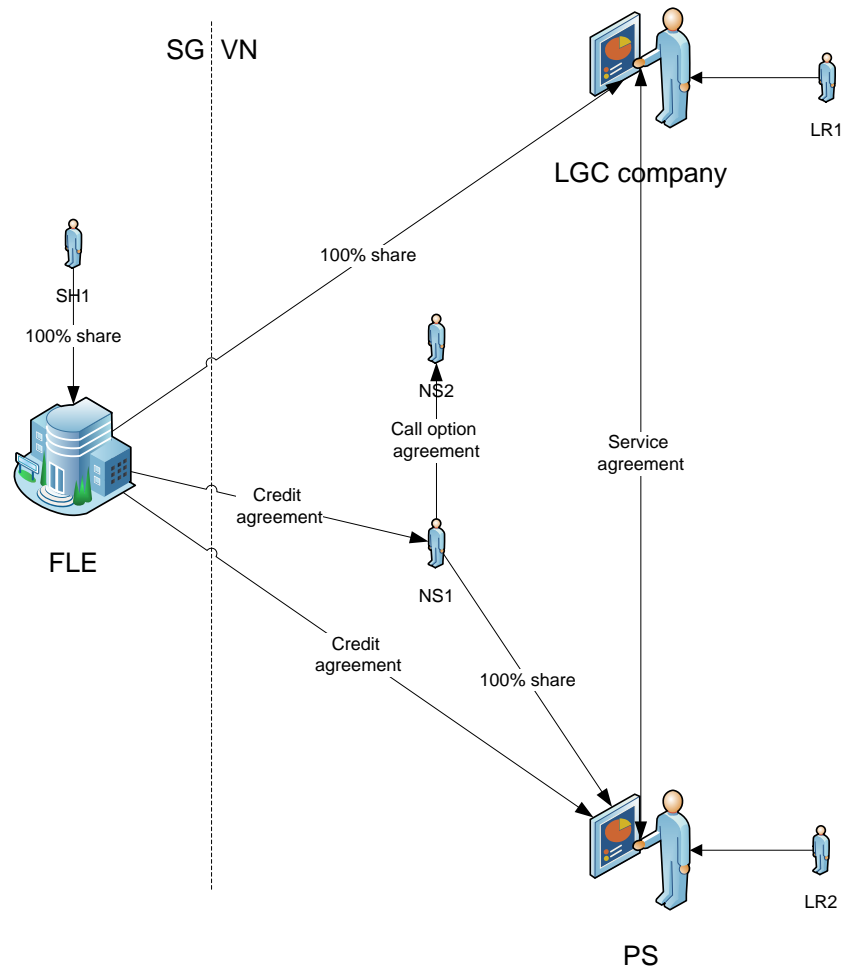 SG VN
LR1
LGC company
100% share
SH1
100% share
NS2
Call option
agreement
Service
agreement
Credit
agreement
FLE
NS1
Credit
agreement
100% share
LR2
PS